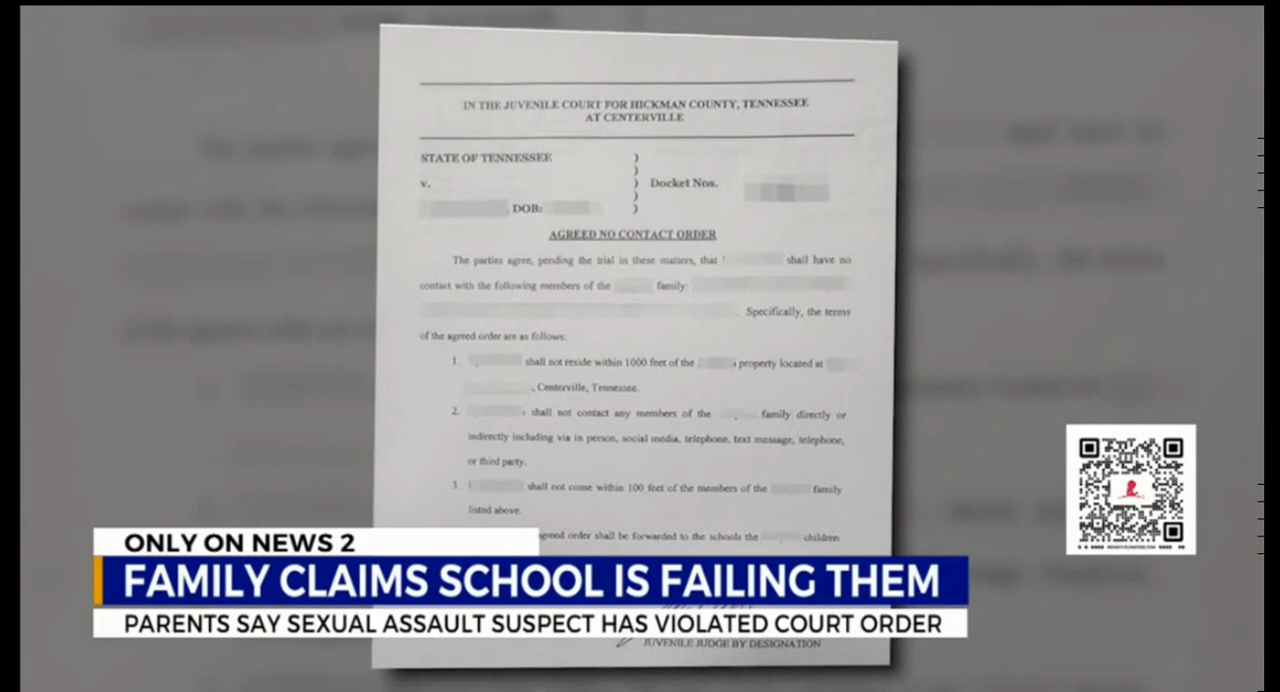 IN THE JUVENILE COURT FOR HICKMAN COUNTY, TENNESSEE
AT CENTERVILLE
STATE OF TENNESSEE )
)
v. ) Docket Nos.
)
DOB: )
AGREED NO CONTACT ORDER
The parties agree, pending the trial in these matters, that shall have no
contact with the following members of the family:
. Specifically, the terms
of the agreed order are as follows:
1. shall not reside within 1000 feet of the property located at
, Centerville, Tennessee.
2. shall not contact any members of the family directly or
indirectly including via in person, social media, telephone, text message, telephone,
or third party.
3. shall not come within 100 feet of the members of the family
listed above.
greed order shall be forwarded to the schools the children
ONLY ON NEWS 2
FAMILY CLAIMS SCHOOL IS FAILING THEM
PARENTS SAY SEXUAL ASSAULT SUSPECT HAS VIOLATED COURT ORDER
JUVENILE JUDGE BY DESIGNATION